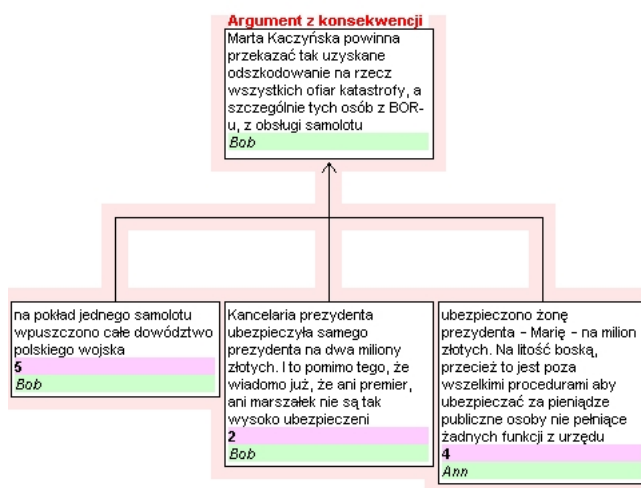 Argument z konsekwencji
Marta Kaczyńska powinna
przekazać tak uzyskane
odszkodowanie na rzecz
wszystkich ofiar katastrofy, a
szczególnie tych osób z BOR-
u, z obsługi samolotu
Bob
na pokład jednego samolotu
wpuszczono całe dowództwo
polskiego wojska
5
Bob
Kancelaria prezydenta
ubezpieczyła samego
prezydenta na dwa miliony
złotych. I to pomimo tego, że
wiadomo już, że ani premier,
ani marszałek nie są tak
wysoko ubezpieczeni
2
Bob
ubezpieczono żonę
prezydenta - Marię - na milion
złotych. Na litość boską,
przecież to jest poza
wszelkimi procedurami aby
ubezpieczać za pieniądze
publiczne osoby nie pełniące
żadnych funkcji z urzędu
4
Ann